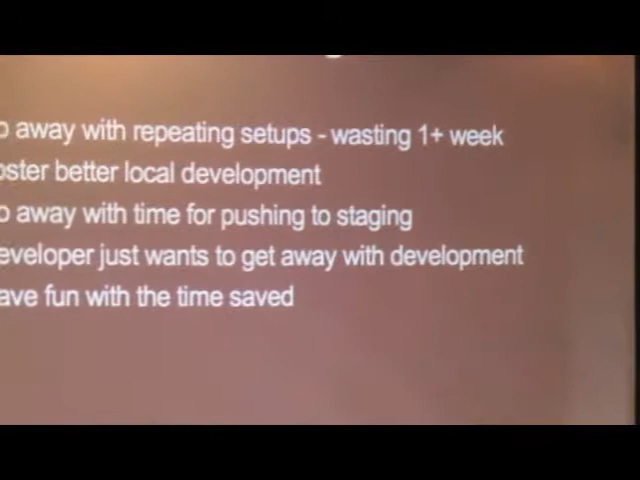 o away with repeating setups - wasting 1+ week
oster better local development
o away with time for pushing to staging
eveloper just wants to get away with development
ave fun with the time saved